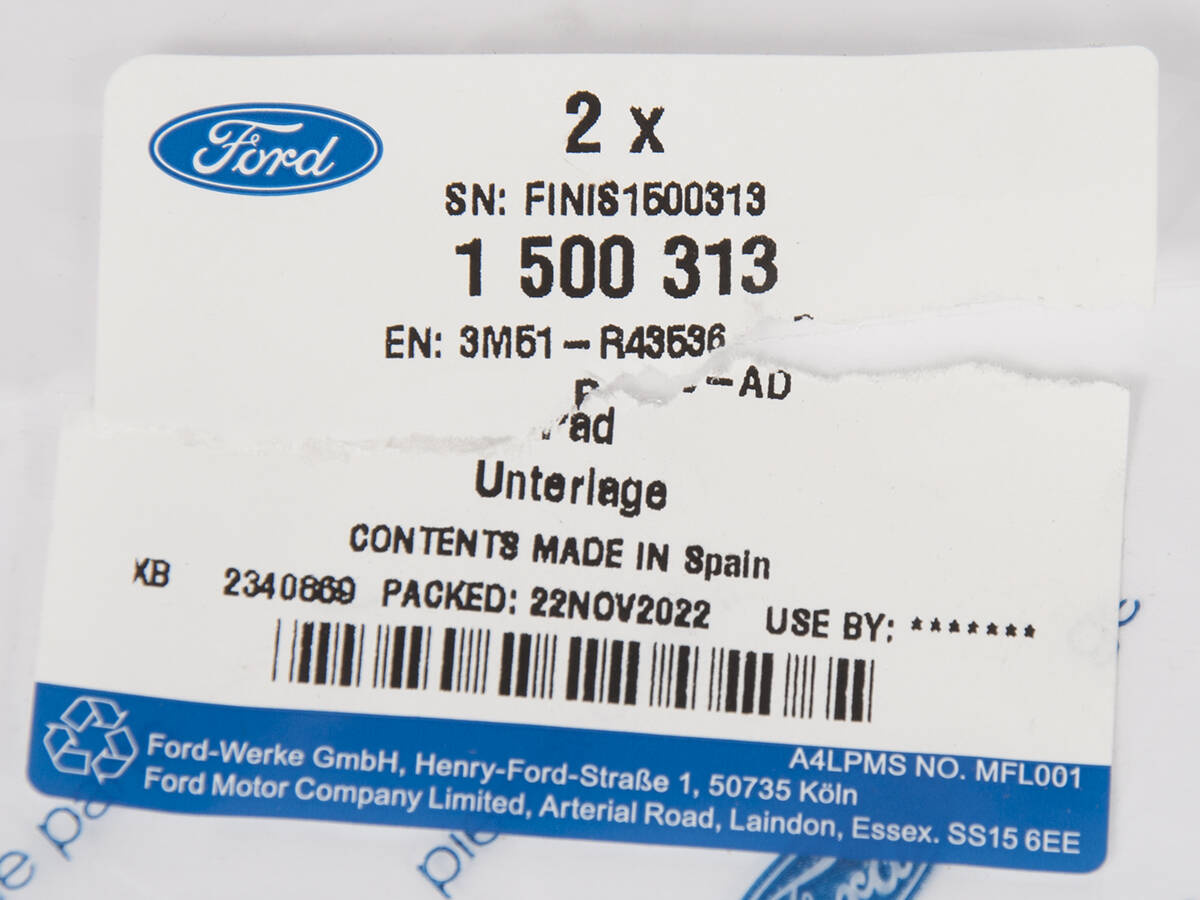 Ford
2 x
SN: FINIS1500313
1 500 313
EN: 3M51-R43536
-AD
Unterlage
CONTENTS MADE IN Spain
XB 2340869 PACKED: 22NOV2022 USE BY: *******
A4LPMS NO. MFL001
Ford-Werke GmbH, Henry-Ford-Straße 1, 50735 Köln
Ford Motor Company Limited, Arterial Road, Laindon, Essex. SS15 6EE
Ford